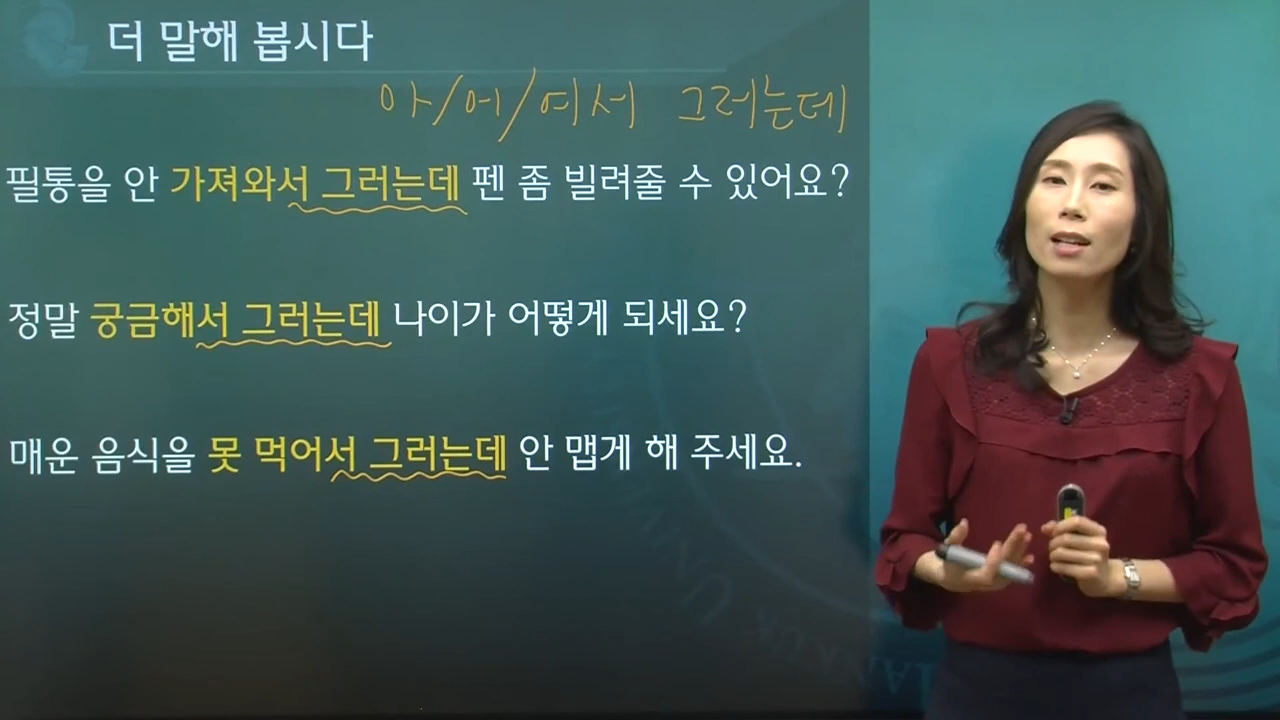 더 말해 봅시다
아/어/여서 그러는데
필통을 안 가져와서 그러는데 펜 좀 빌려줄 수 있어요?
정말 궁금해서 그러는데 나이가 어떻게 되세요?
매운 음식을 못 먹어서 그러는데 안 맵게 해 주세요.